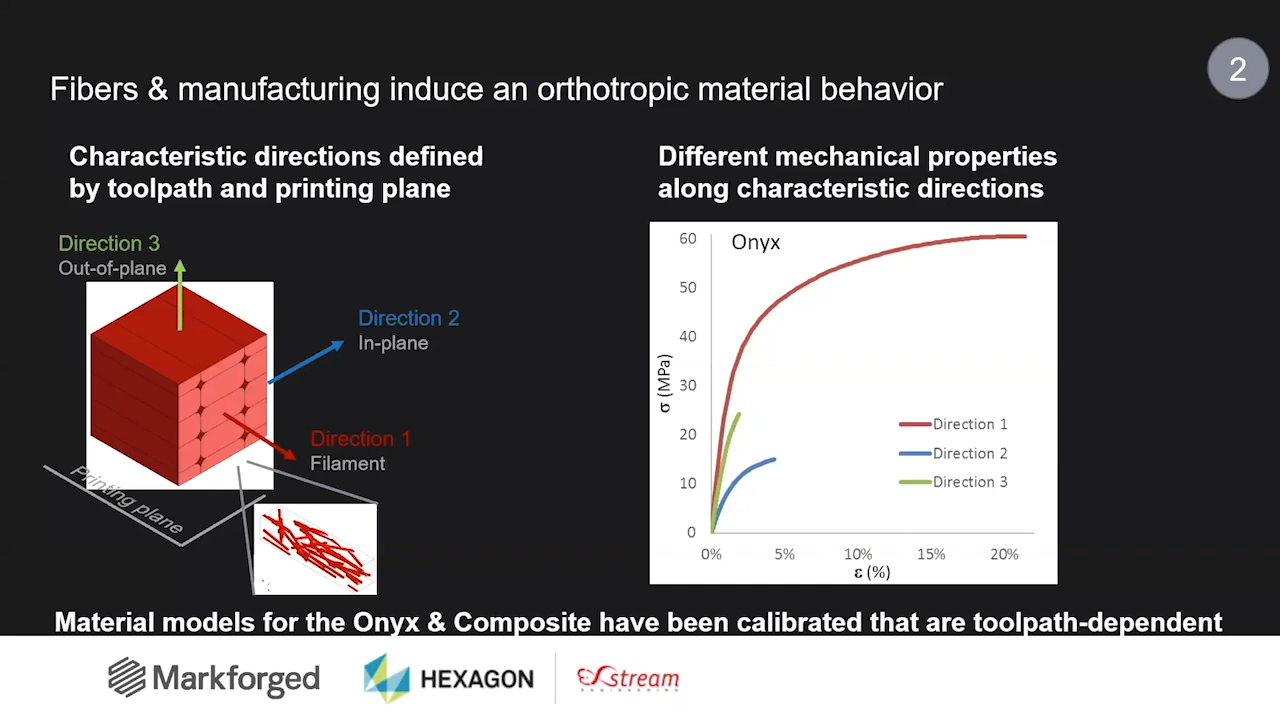 2
Fibers & manufacturing induce an orthotropic material behavior
Characteristic directions defined
by toolpath and printing plane
Direction 3
Out-of-plane
Direction 2
In-plane
Direction 1
Filament
Printing plane
Different mechanical properties
along characteristic directions
Onyx
60
50
40
30
20
10
0
σ (MPa)
0% 5% 10% 15% 20%
ε (%)
Direction 1
Direction 2
Direction 3
Material models for the Onyx & Composite have been calibrated that are toolpath-dependent
Markforged
HEXAGON
eXstream
ENGINEERING